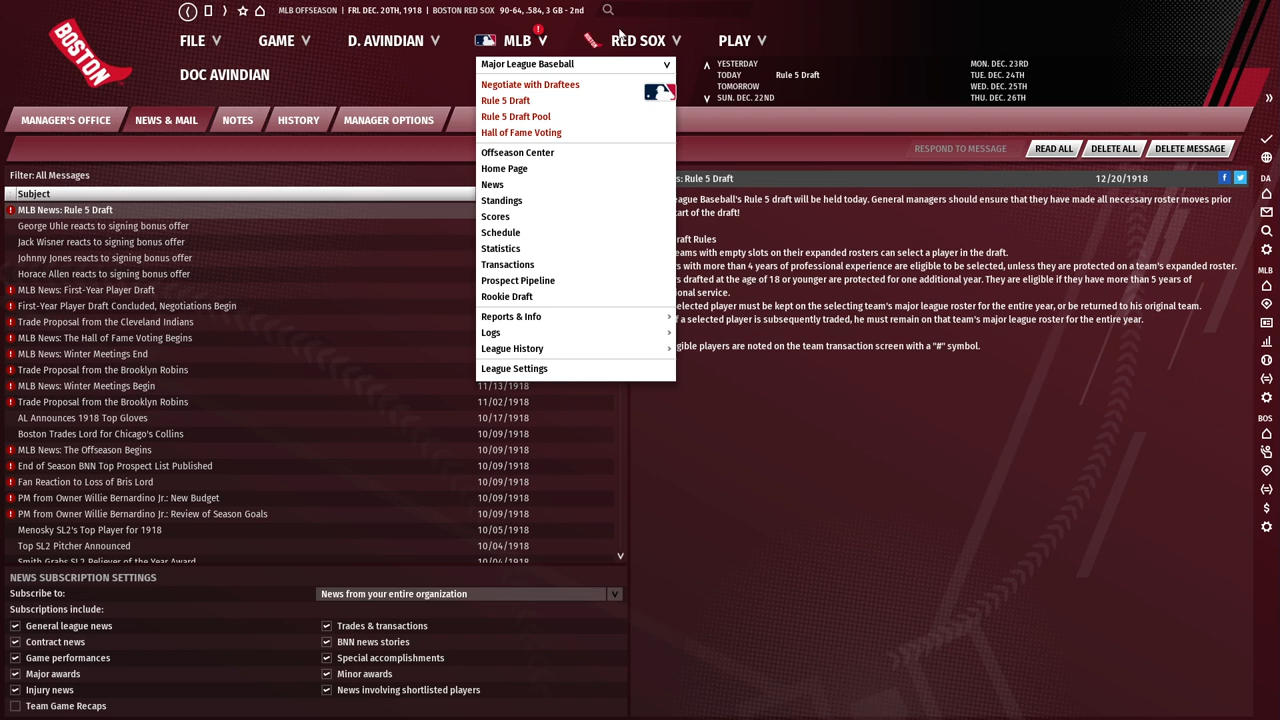 MLB OFFSEASON | FRI. DEC. 20TH, 1918 | BOSTON RED SOX 90-64, .584, 3 GB - 2nd
BOSTON
FILE GAME D. AVINDIAN MLB RED SOX PLAY
DOC AVINDIAN
YESTERDAY
TODAY Rule 5 Draft
TOMORROW
SUN. DEC. 22ND
MON. DEC. 23RD
TUE. DEC. 24TH
WED. DEC. 25TH
THU. DEC. 26TH
MANAGER'S OFFICE NEWS & MAIL NOTES HISTORY MANAGER OPTIONS
RESPOND TO MESSAGE READ ALL DELETE ALL DELETE MESSAGE
Major League Baseball
Negotiate with Draftees
Rule 5 Draft
Rule 5 Draft Pool
Hall of Fame Voting
Offseason Center
Home Page
News
Standings
Scores
Schedule
Statistics
Transactions
Prospect Pipeline
Rookie Draft
Reports & Info
Logs
League History
League Settings
Filter: All Messages
Subject
MLB News: Rule 5 Draft
George Uhle reacts to signing bonus offer
Jack Wisner reacts to signing bonus offer
Johnny Jones reacts to signing bonus offer
Horace Allen reacts to signing bonus offer
MLB News: First-Year Player Draft
First-Year Player Draft Concluded, Negotiations Begin
Trade Proposal from the Cleveland Indians
MLB News: The Hall of Fame Voting Begins
MLB News: Winter Meetings End
Trade Proposal from the Brooklyn Robins
MLB News: Winter Meetings Begin 11/13/1918
Trade Proposal from the Brooklyn Robins 11/02/1918
AL Announces 1918 Top Gloves 10/17/1918
Boston Trades Lord for Chicago's Collins 10/09/1918
MLB News: The Offseason Begins 10/09/1918
End of Season BNN Top Prospect List Published 10/09/1918
Fan Reaction to Loss of Bris Lord 10/09/1918
PM from Owner Willie Bernardino Jr.: New Budget 10/09/1918
PM from Owner Willie Bernardino Jr.: Review of Season Goals 10/09/1918
Menosky SL2's Top Player for 1918 10/05/1918
Top SL2 Pitcher Announced 10/04/1918
Smith Grabs SL2 Reliever of the Year Award 10/04/1918
s: Rule 5 Draft 12/20/1918
eague Baseball's Rule 5 draft will be held today. General managers should ensure that they have made all necessary roster moves prior
tart of the draft!
raft Rules
eams with empty slots on their expanded rosters can select a player in the draft.
s with more than 4 years of professional experience are eligible to be selected, unless they are protected on a team's expanded roster.
s drafted at the age of 18 or younger are protected for one additional year. They are eligible if they have more than 5 years of
ional service.
elected player must be kept on the selecting team's major league roster for the entire year, or be returned to his original team.
f a selected player is subsequently traded, he must remain on that team's major league roster for the entire year.
gible players are noted on the team transaction screen with a "#" symbol.
DA
MLB
BOS
NEWS SUBSCRIPTION SETTINGS
Subscribe to: News from your entire organization
Subscriptions include:
General league news Trades & transactions
Contract news BNN news stories
Game performances Special accomplishments
Major awards Minor awards
Injury news News involving shortlisted players
Team Game Recaps